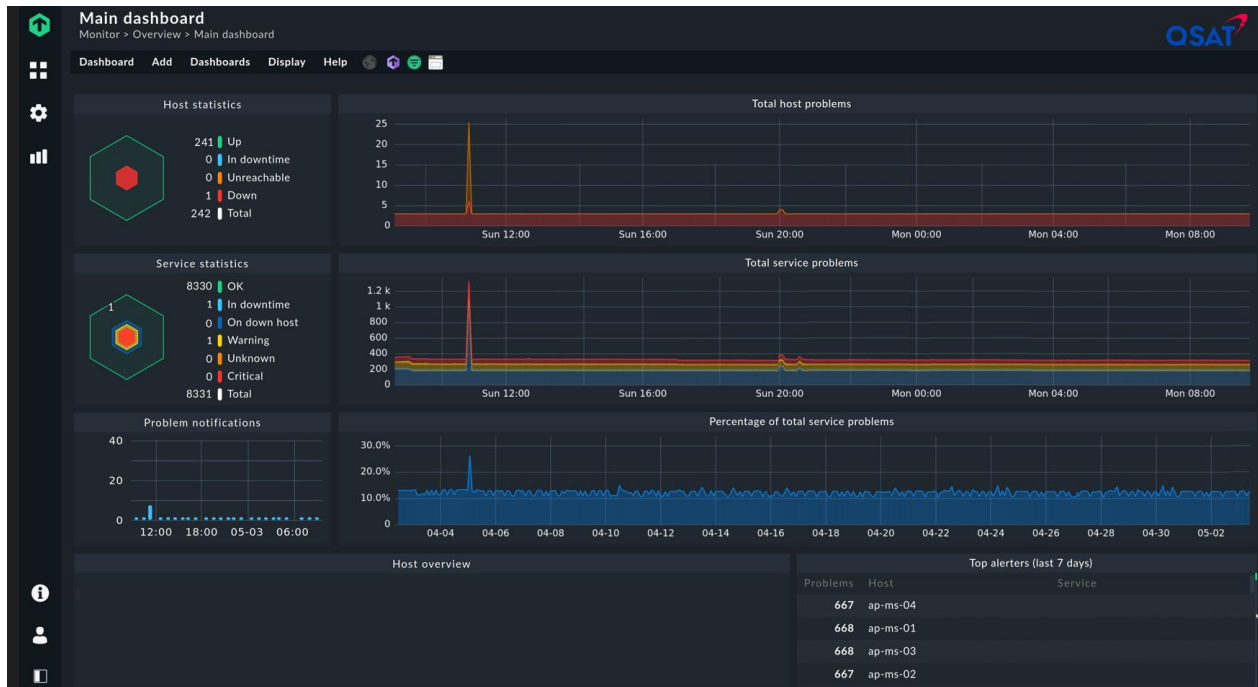 Main dashboard
Monitor > Overview > Main dashboard
QSAT
Dashboard Add Dashboards Display Help
Host statistics
241 Up
0 In downtime
0 Unreachable
1 Down
242 Total
Total host problems
25
20
15
10
5
0
Sun 12:00 Sun 16:00 Sun 20:00 Mon 00:00 Mon 04:00 Mon 08:00
Service statistics
1
8330 OK
1 In downtime
0 On down host
1 Warning
0 Unknown
0 Critical
8331 Total
Total service problems
1.2 k
1 k
800
600
400
200
0
Sun 12:00 Sun 16:00 Sun 20:00 Mon 00:00 Mon 04:00 Mon 08:00
Problem notifications
40
20
0
12:00 18:00 05-03 06:00
Percentage of total service problems
30.0%
20.0%
10.0%
0
04-04 04-06 04-08 04-10 04-12 04-14 04-16 04-18 04-20 04-22 04-24 04-26 04-28 04-30 05-02
Host overview
Top alerters (last 7 days)
Problems Host Service
667 ap-ms-04
668 ap-ms-01
668 ap-ms-03
667 ap-ms-02